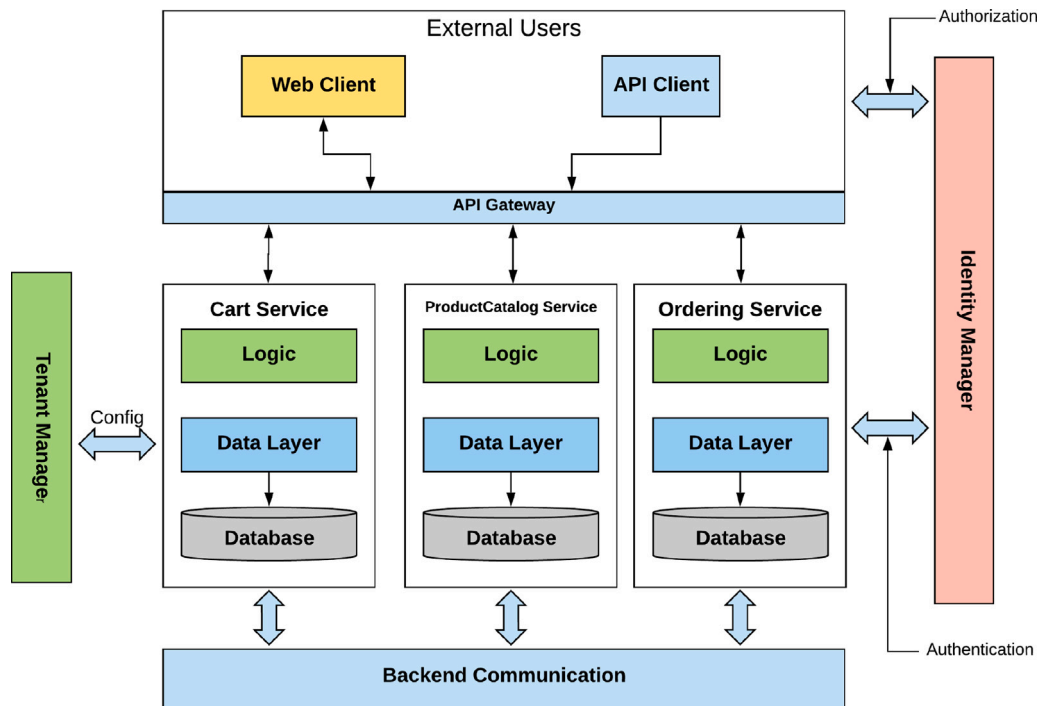 External Users
Authorization
Web Client
API Client
API Gateway
Cart Service
ProductCatalog Service
Ordering Service
Logic
Logic
Logic
Tenant Manager
Config
Identity Manager
Data Layer
Data Layer
Data Layer
Database
Database
Database
Authentication
Backend Communication